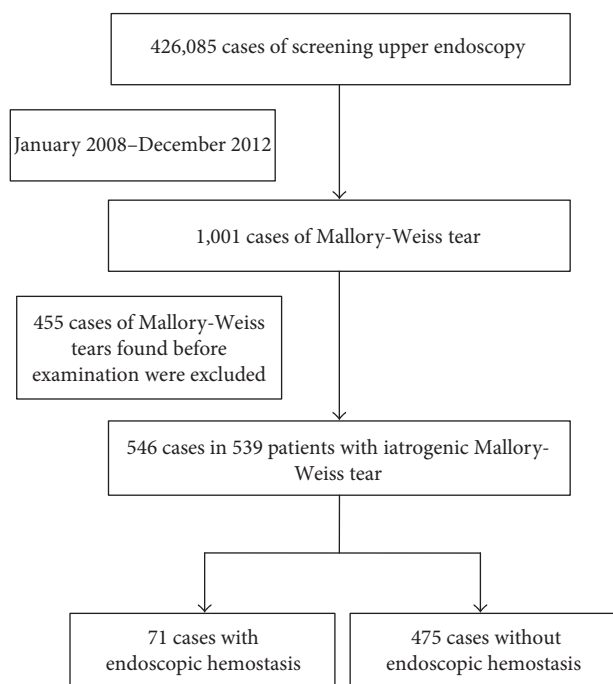 426,085 cases of screening upper endoscopy
January 2008–December 2012
1,001 cases of Mallory-Weiss tear
455 cases of Mallory-Weiss
tears found before
examination were excluded
546 cases in 539 patients with iatrogenic Mallory-
Weiss tear
71 cases with
endoscopic hemostasis
475 cases without
endoscopic hemostasis